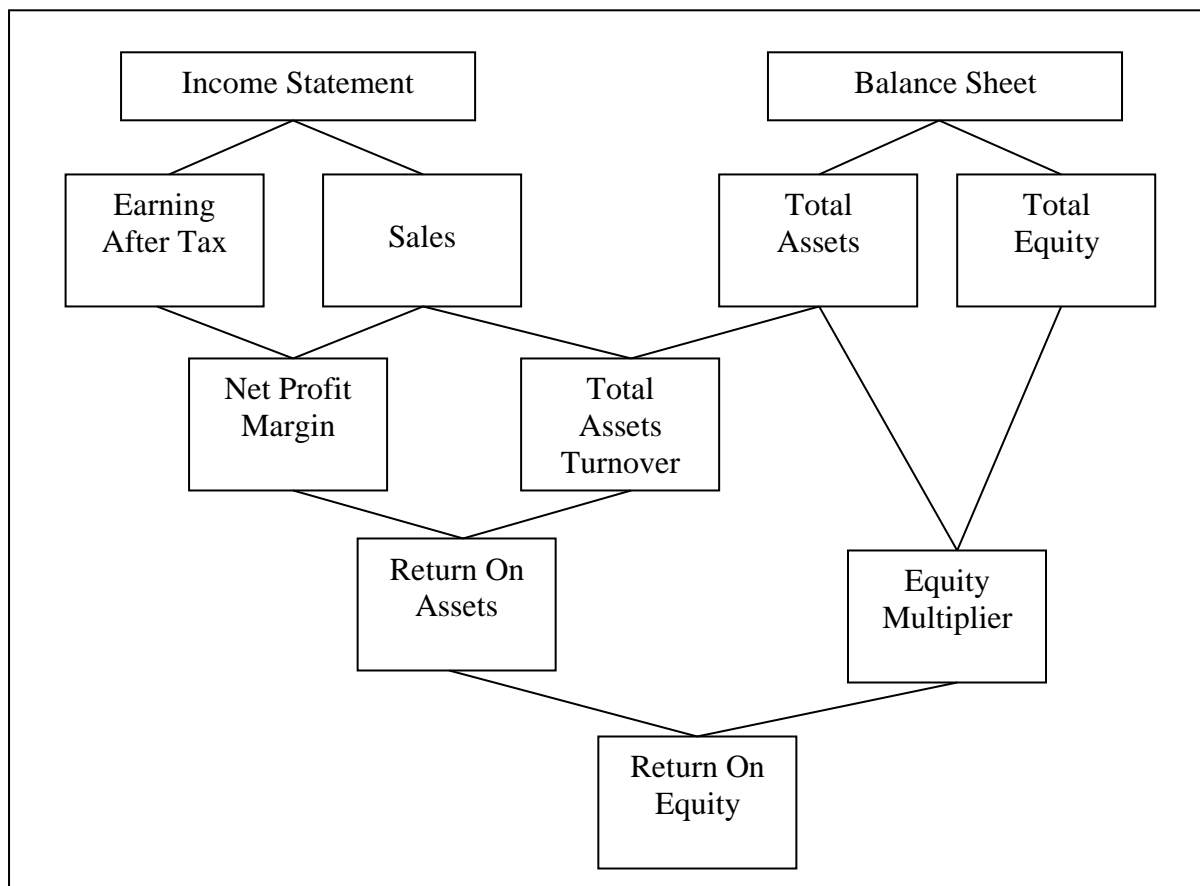 Income Statement
Balance Sheet
Earning
After Tax
Sales
Total
Assets
Total
Equity
Net Profit
Margin
Total
Assets
Turnover
Return On
Assets
Equity
Multiplier
Return On
Equity